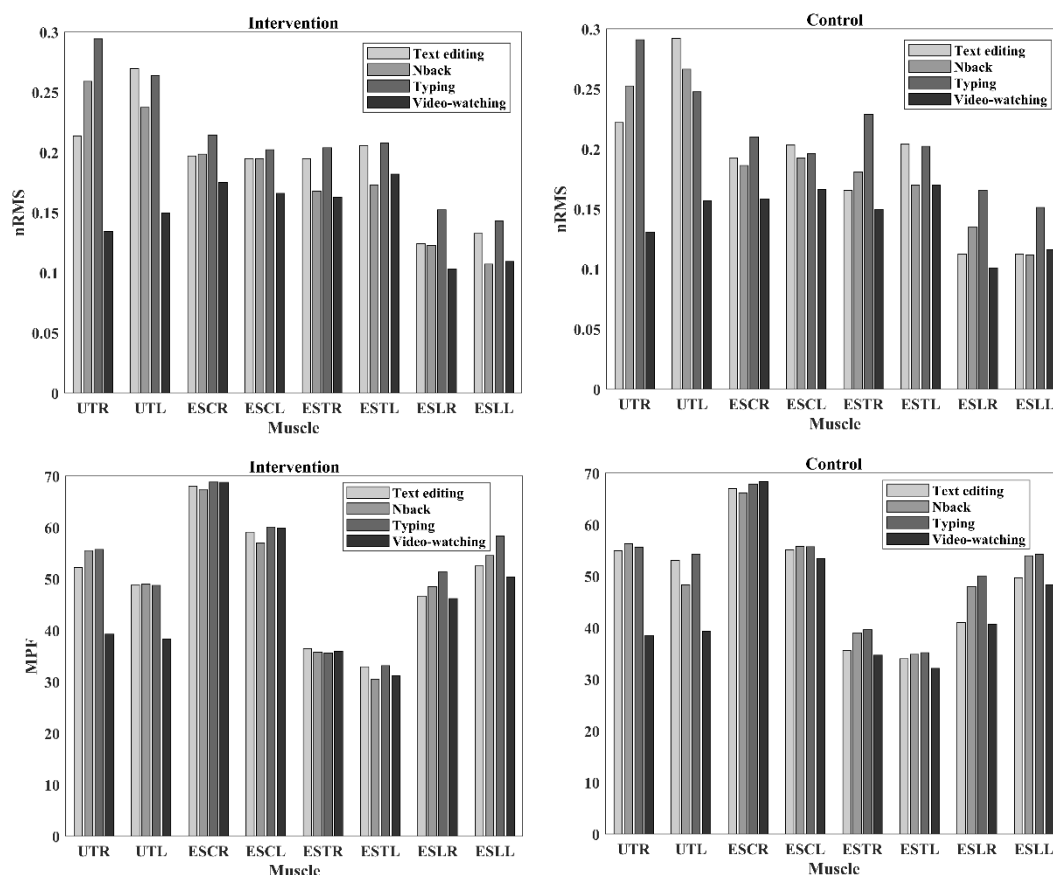 Intervention
0.3
0.25
0.2
0.15
0.1
0.05
0
nRMS
Text editing
Nback
Typing
Video-watching
UTR UTL ESCR ESCL ESTR ESTL ESLR ESLL
Muscle
Control
0.3
0.25
0.2
0.15
0.1
0.05
0
nRMS
Text editing
Nback
Typing
Video-watching
UTR UTL ESCR ESCL ESTR ESTL ESLR ESLL
Muscle
Intervention
70
60
50
40
30
20
10
0
MPF
Text editing
Nback
Typing
Video-watching
UTR UTL ESCR ESCL ESTR ESTL ESLR ESLL
Muscle
Control
70
60
50
40
30
20
10
0
Text editing
Nback
Typing
Video-watching
UTR UTL ESCR ESCL ESTR ESTL ESLR ESLL
Muscle